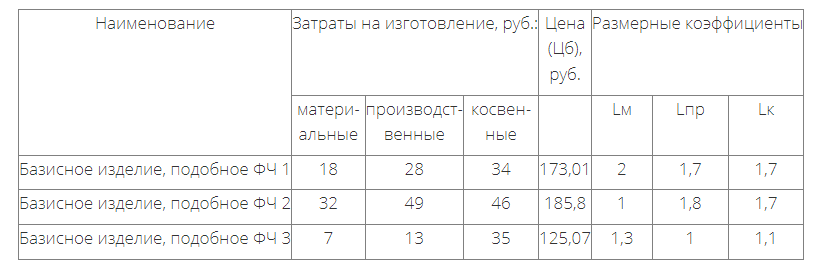 Наименование Затраты на изготовление, руб.: Цена (Цб), руб. Размерные коэффициенты
матери-альные производст-венные косвен-ные Lм Lпр Lк
Базисное изделие, подобное ФЧ 1 18 28 34 173,01 2 1,7 1,7
Базисное изделие, подобное ФЧ 2 32 49 46 185,8 1 1,8 1,7
Базисное изделие, подобное ФЧ 3 7 13 35 125,07 1,3 1 1,1